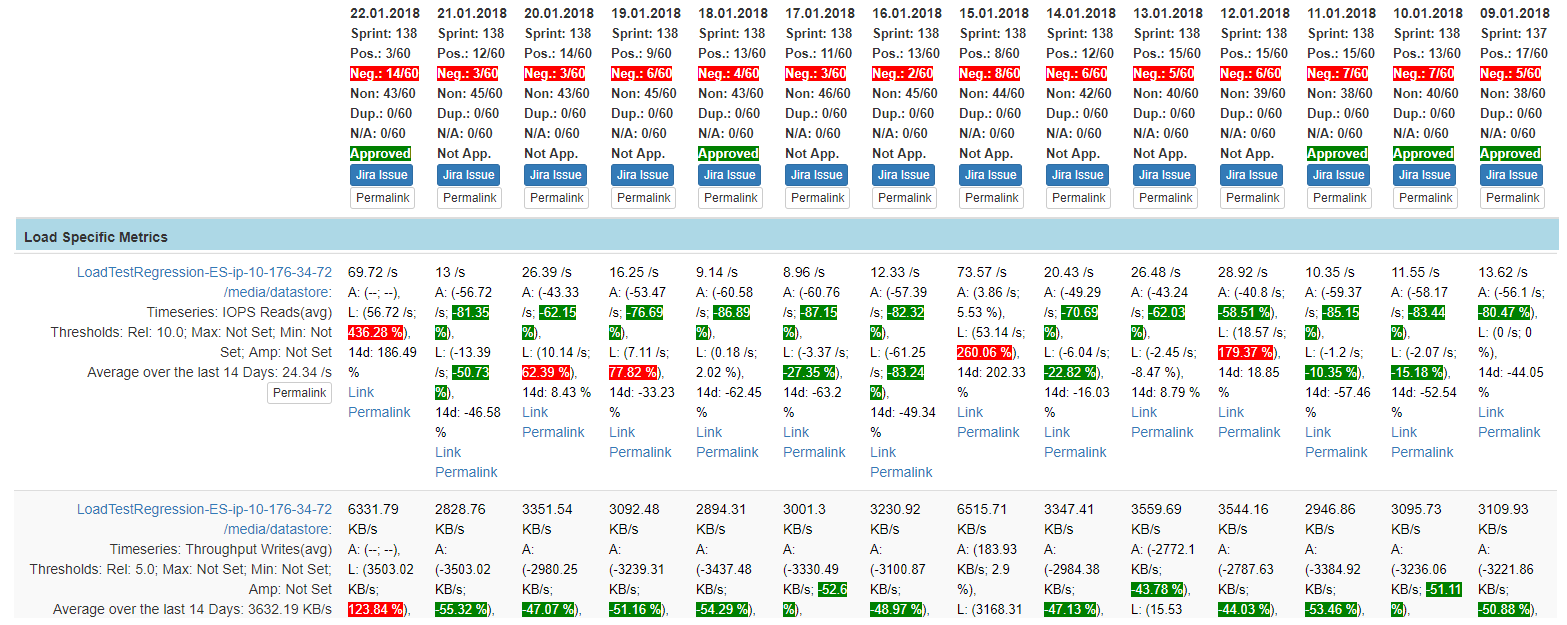 22.01.2018 21.01.2018 20.01.2018 19.01.2018 18.01.2018 17.01.2018 16.01.2018 15.01.2018 14.01.2018 13.01.2018 12.01.2018 11.01.2018 10.01.2018 09.01.2018
Sprint: 138 Sprint: 138 Sprint: 138 Sprint: 138 Sprint: 138 Sprint: 138 Sprint: 138 Sprint: 138 Sprint: 138 Sprint: 138 Sprint: 138 Sprint: 138 Sprint: 138 Sprint: 137
Pos.: 3/60 Pos.: 12/60 Pos.: 14/60 Pos.: 9/60 Pos.: 13/60 Pos.: 11/60 Pos.: 13/60 Pos.: 8/60 Pos.: 12/60 Pos.: 15/60 Pos.: 15/60 Pos.: 15/60 Pos.: 13/60 Pos.: 17/60
Neg.: 14/60 Neg.: 3/60 Neg.: 3/60 Neg.: 6/60 Neg.: 4/60 Neg.: 3/60 Neg.: 2/60 Neg.: 8/60 Neg.: 6/60 Neg.: 5/60 Neg.: 6/60 Neg.: 7/60 Neg.: 7/60 Neg.: 5/60
Non: 43/60 Non: 45/60 Non: 43/60 Non: 45/60 Non: 43/60 Non: 46/60 Non: 45/60 Non: 44/60 Non: 42/60 Non: 40/60 Non: 39/60 Non: 38/60 Non: 40/60 Non: 38/60
Dup.: 0/60 Dup.: 0/60 Dup.: 0/60 Dup.: 0/60 Dup.: 0/60 Dup.: 0/60 Dup.: 0/60 Dup.: 0/60 Dup.: 0/60 Dup.: 0/60 Dup.: 0/60 Dup.: 0/60 Dup.: 0/60 Dup.: 0/60
N/A: 0/60 N/A: 0/60 N/A: 0/60 N/A: 0/60 N/A: 0/60 N/A: 0/60 N/A: 0/60 N/A: 0/60 N/A: 0/60 N/A: 0/60 N/A: 0/60 N/A: 0/60 N/A: 0/60 N/A: 0/60
Approved Not App. Not App. Not App. Approved Not App. Not App. Not App. Not App. Not App. Not App. Approved Approved Approved
Jira Issue Jira Issue Jira Issue Jira Issue Jira Issue Jira Issue Jira Issue Jira Issue Jira Issue Jira Issue Jira Issue Jira Issue Jira Issue Jira Issue
Permalink Permalink Permalink Permalink Permalink Permalink Permalink Permalink Permalink Permalink Permalink Permalink Permalink Permalink
Load Specific Metrics
LoadTestRegression-ES-ip-10-176-34-72 69.72 /s 13 /s 26.39 /s 16.25 /s 9.14 /s 8.96 /s 12.33 /s 73.57 /s 20.43 /s 26.48 /s 28.92 /s 10.35 /s 11.55 /s 13.62 /s
/media/datastore: A: (--; --), A: (-56.72 A: (-43.33 A: (-53.47 A: (-60.58 A: (-60.76 A: (-57.39 A: (3.86 /s; A: (-49.29 A: (-43.24 A: (-40.8 /s; A: (-59.37 A: (-58.17 A: (-56.1 /s;
Timeseries: IOPS Reads(avg) L: (56.72 /s; /s; -81.35 /s; -62.15 /s; -76.69 /s; -86.89 /s; -87.15 /s; -82.32 5.53 %), /s; -70.69 /s; -62.03 -58.51 %), /s; -85.15 /s; -83.44 -80.47 %),
Thresholds: Rel: 10.0; Max: Not Set; Min: Not 436.28 %), %), %), %), %), %), %), L: (53.14 /s; %), %), L: (18.57 /s; %), %), L: (0 /s; 0
Set; Amp: Not Set 14d: 186.49 L: (-13.39 L: (10.14 /s; L: (7.11 /s; L: (0.18 /s; L: (-3.37 /s; L: (-61.25 260.06 %), L: (-6.04 /s; L: (-2.45 /s; 179.37 %), L: (-1.2 /s; L: (-2.07 /s; %),
Average over the last 14 Days: 24.34 /s % /s; -50.73 62.39 %), 77.82 %), 2.02 %), -27.35 %), /s; -83.24 14d: 202.33 -22.82 %), -8.47 %), 14d: 18.85 -10.35 %), -15.18 %), 14d: -44.05
Permalink Link %), 14d: 8.43 % 14d: -33.23 14d: -62.45 14d: -63.2 %), % 14d: -16.03 14d: 8.79 % % 14d: -57.46 14d: -52.54 %
Permalink 14d: -46.58 Link % % % 14d: -49.34 Link % Link Link % % Link
% Permalink Link Link Link % Permalink Link Permalink Permalink Link Link Permalink
Link Permalink Permalink Permalink Link Permalink Permalink Permalink
Permalink Permalink
LoadTestRegression-ES-ip-10-176-34-72 6331.79 2828.76 3351.54 3092.48 2894.31 3001.3 3230.92 6515.71 3347.41 3559.69 3544.16 2946.86 3095.73 3109.93
/media/datastore: KB/s KB/s KB/s KB/s KB/s KB/s KB/s KB/s KB/s KB/s KB/s KB/s KB/s KB/s
Timeseries: Throughput Writes(avg) A: (--; --), A: A: A: A: A: A: A: (183.93 A: A: (-2772.1 A: A: A: A:
Thresholds: Rel: 5.0; Max: Not Set; Min: Not Set; L: (3503.02 (-3503.02 (-2980.25 (-3239.31 (-3437.48 (-3330.49 (-3100.87 KB/s; 2.9 (-2984.38 KB/s; (-2787.63 (-3384.92 (-3236.06 (-3221.86
Amp: Not Set KB/s; KB/s; KB/s; KB/s; KB/s; KB/s; -52.6 KB/s; %), KB/s; -43.78 %), KB/s; KB/s; KB/s; -51.11 KB/s;
Average over the last 14 Days: 3632.19 KB/s 123.84 %), -55.32 %), -47.07 %), -51.16 %), -54.29 %), %), -48.97 %), L: (3168.31 -47.13 %), L: (15.53 -44.03 %), -53.46 %), %), -50.88 %),